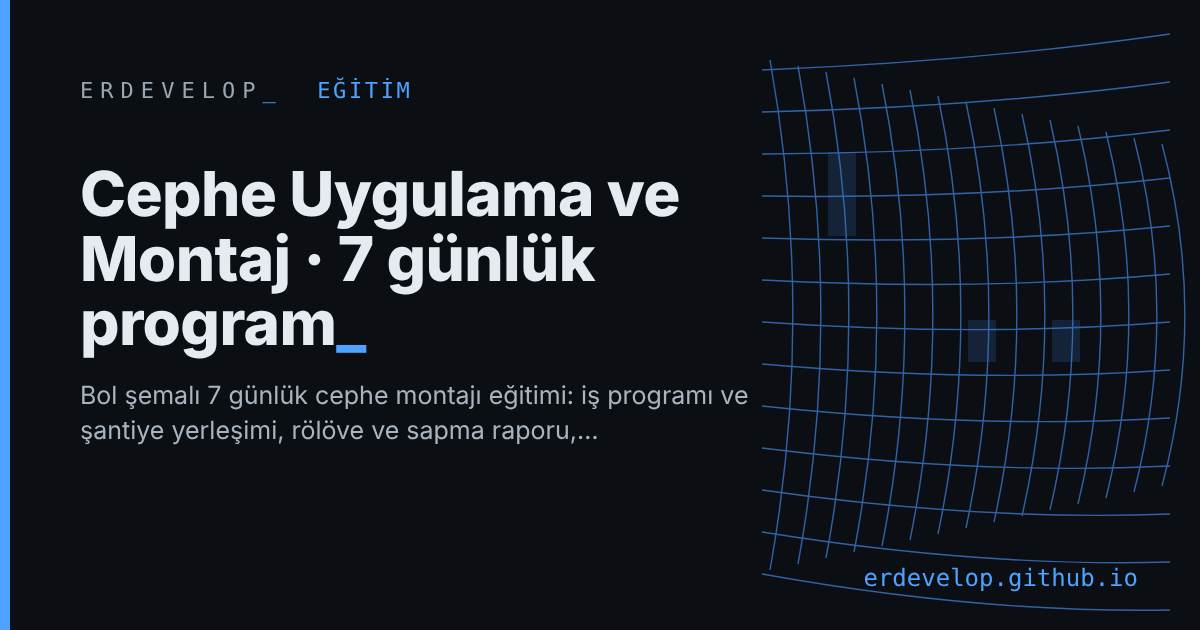 ERDEVELOP_ EĞİTİM
Cephe Uygulama ve
Montaj · 7 günlük
program_
Bol şemalı 7 günlük cephe montajı eğitimi: iş programı ve
şantiye yerleşimi, rölöve ve sapma raporu,...
erdevelop.github.io